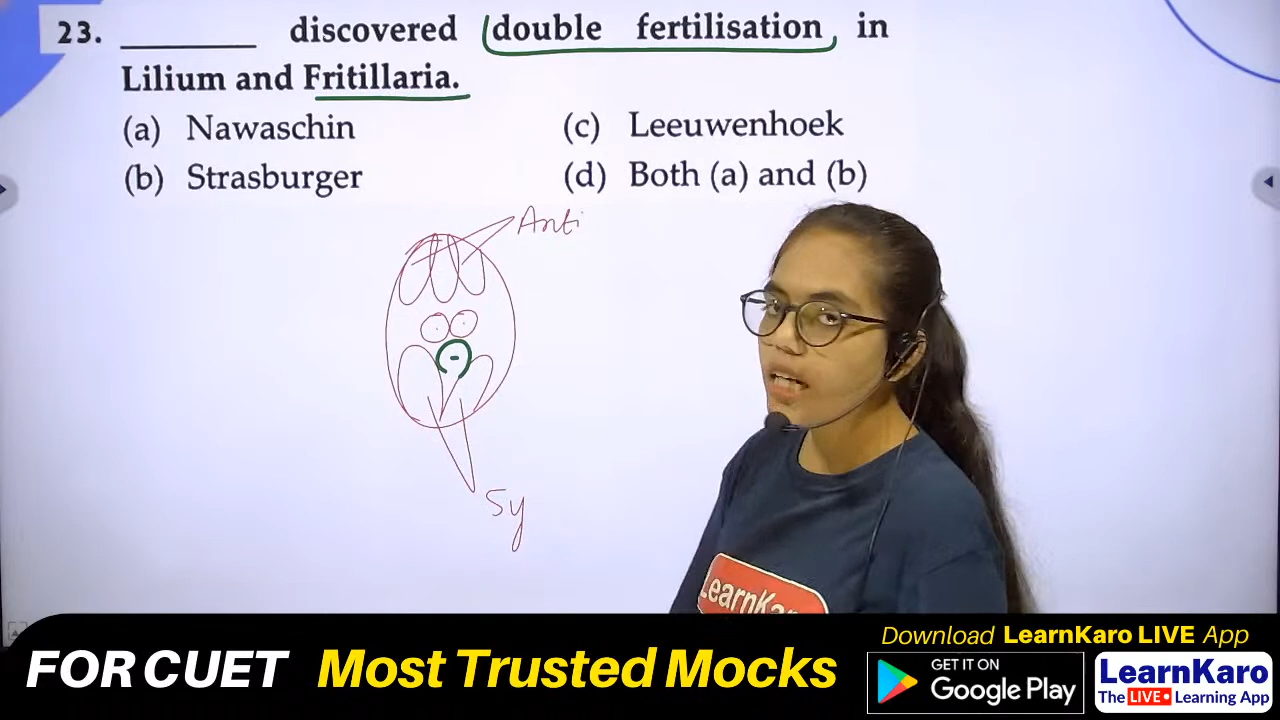 23. ________ discovered double fertilisation in
Lilium and Fritillaria.
(a) Nawaschin
(c) Leeuwenhoek
(b) Strasburger
(d) Both (a) and (b)
Anti
Sy
LearnKa
FOR CUET Most Trusted Mocks
Download LearnKaro LIVE App
GET IT ON
Google Play
LearnKaro
The LIVE Learning App